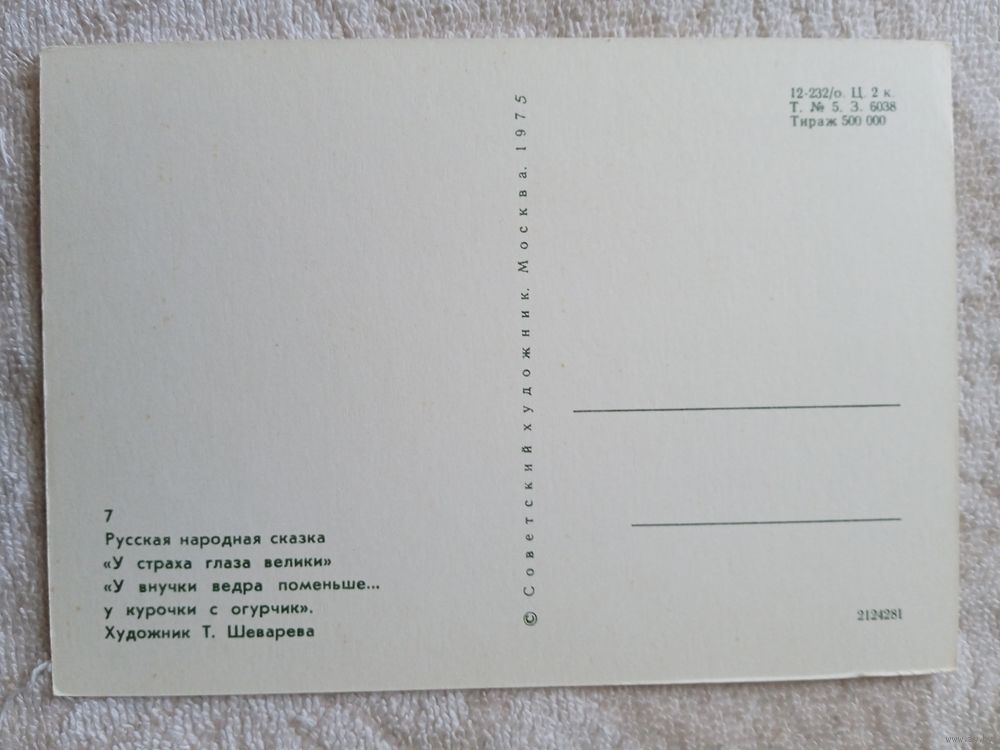 7
Русская народная сказка
«У страха глаза велики»
«У внучки ведра поменьше...
у курочки с огурчик».
Художник Т. Шеварева
© Советский художник. Москва. 1975
12-232/о. Ц. 2 к.
Т. № 5. З. 6038
Тираж 500 000
2124281